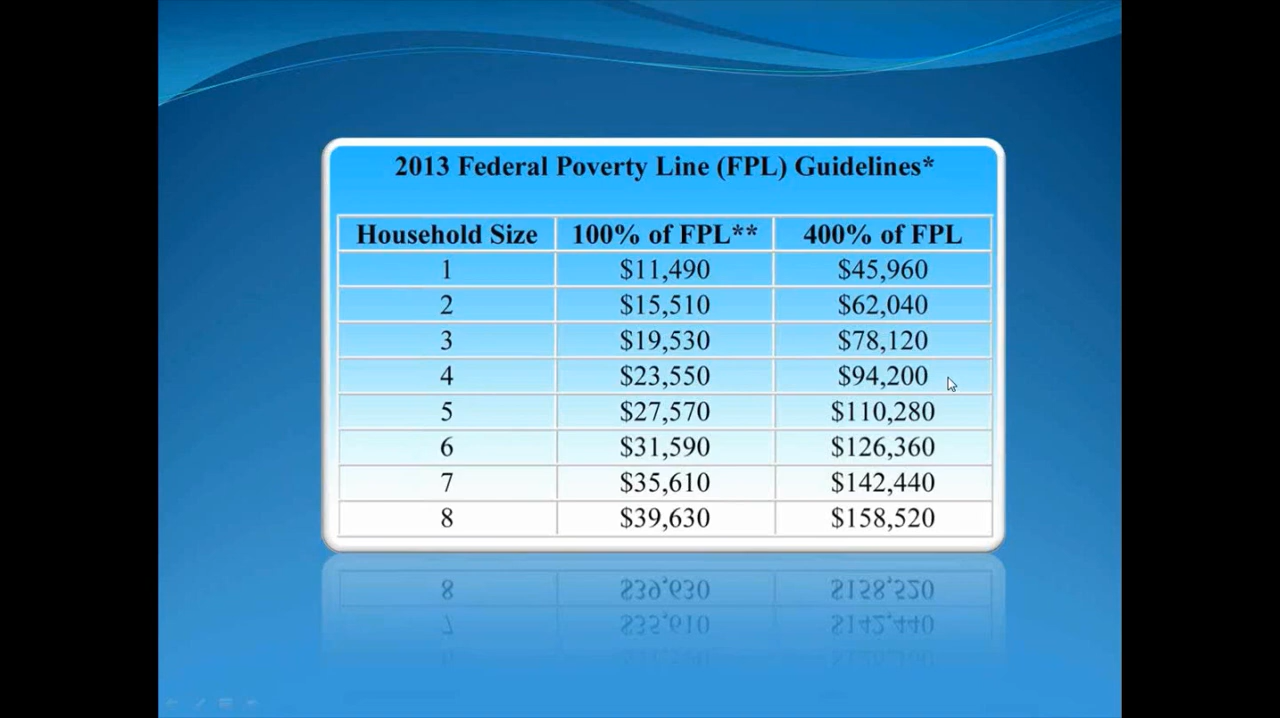 2013 Federal Poverty Line (FPL) Guidelines*
Household Size 100% of FPL** 400% of FPL
1 $11,490 $45,960
2 $15,510 $62,040
3 $19,530 $78,120
4 $23,550 $94,200
5 $27,570 $110,280
6 $31,590 $126,360
7 $35,610 $142,440
8 $39,630 $158,520